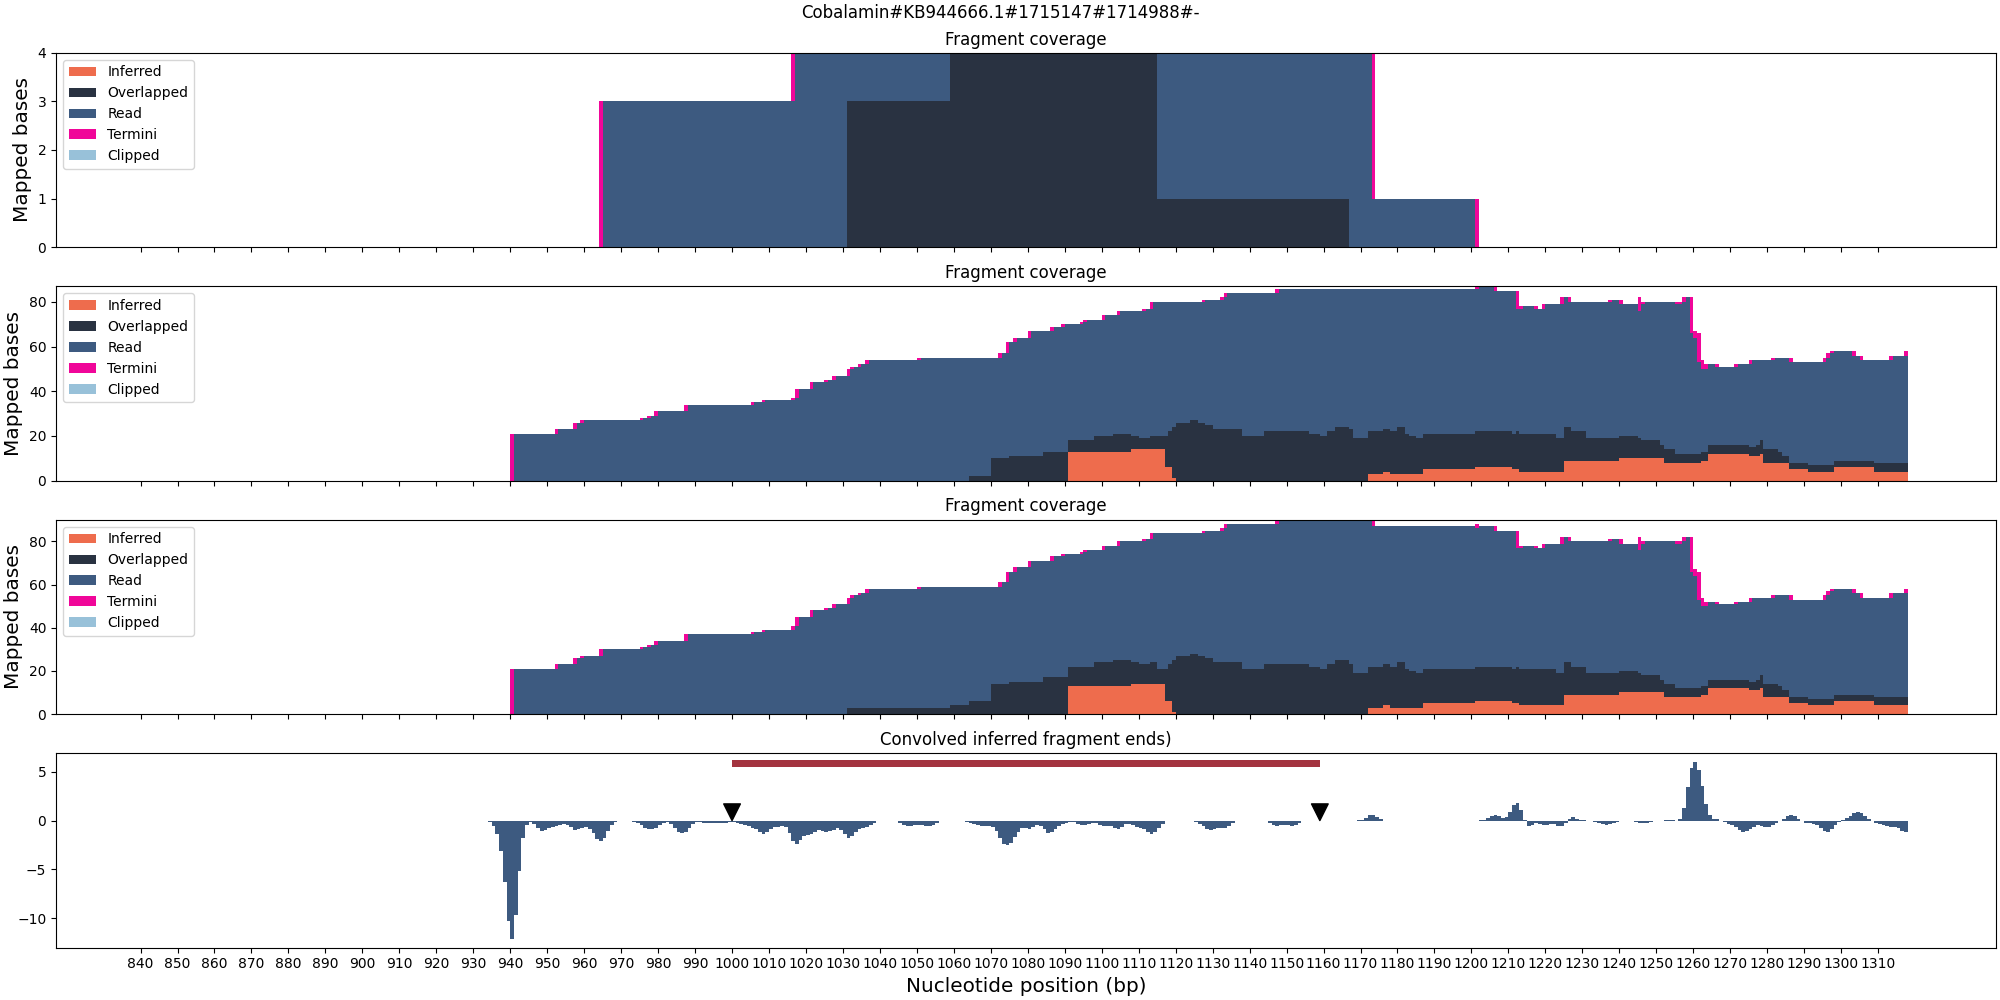 Cobalamin#KB944666.1#1715147#1714988#-
Fragment coverage
Mapped bases
4
3
2
1
0
Inferred
Overlapped
Read
Termini
Clipped
Fragment coverage
Mapped bases
80
60
40
20
0
Inferred
Overlapped
Read
Termini
Clipped
Fragment coverage
Mapped bases
80
60
40
20
0
Inferred
Overlapped
Read
Termini
Clipped
Convolved inferred fragment ends)
5
0
−5
−10
840 850 860 870 880 890 900 910 920 930 940 950 960 970 980 990 1000 1010 1020 1030 1040 1050 1060 1070 1080 1090 1100 1110 1120 1130 1140 1150 1160 1170 1180 1190 1200 1210 1220 1230 1240 1250 1260 1270 1280 1290 1300 1310
Nucleotide position (bp)